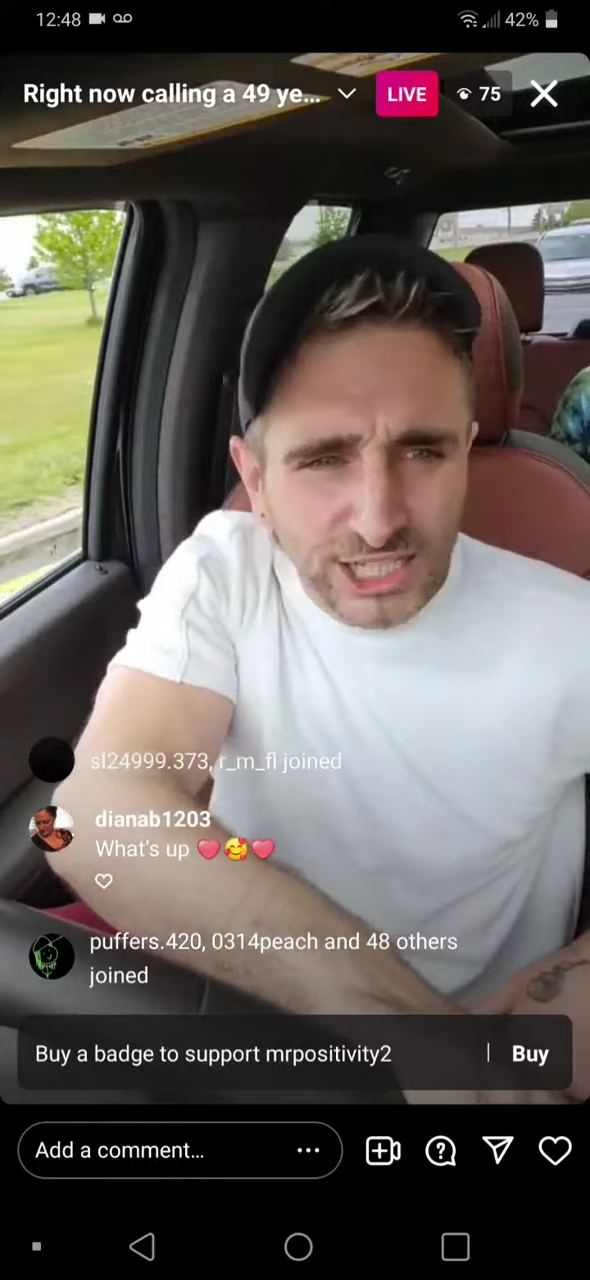 12:48 42%
Right now calling a 49 ye... LIVE 75
sl24999.373, r_m_fl joined
dianab1203
What's up ❤️🥰❤️
puffers.420, 0314peach and 48 others
joined
Buy a badge to support mrpositivity2 | Buy
Add a comment...